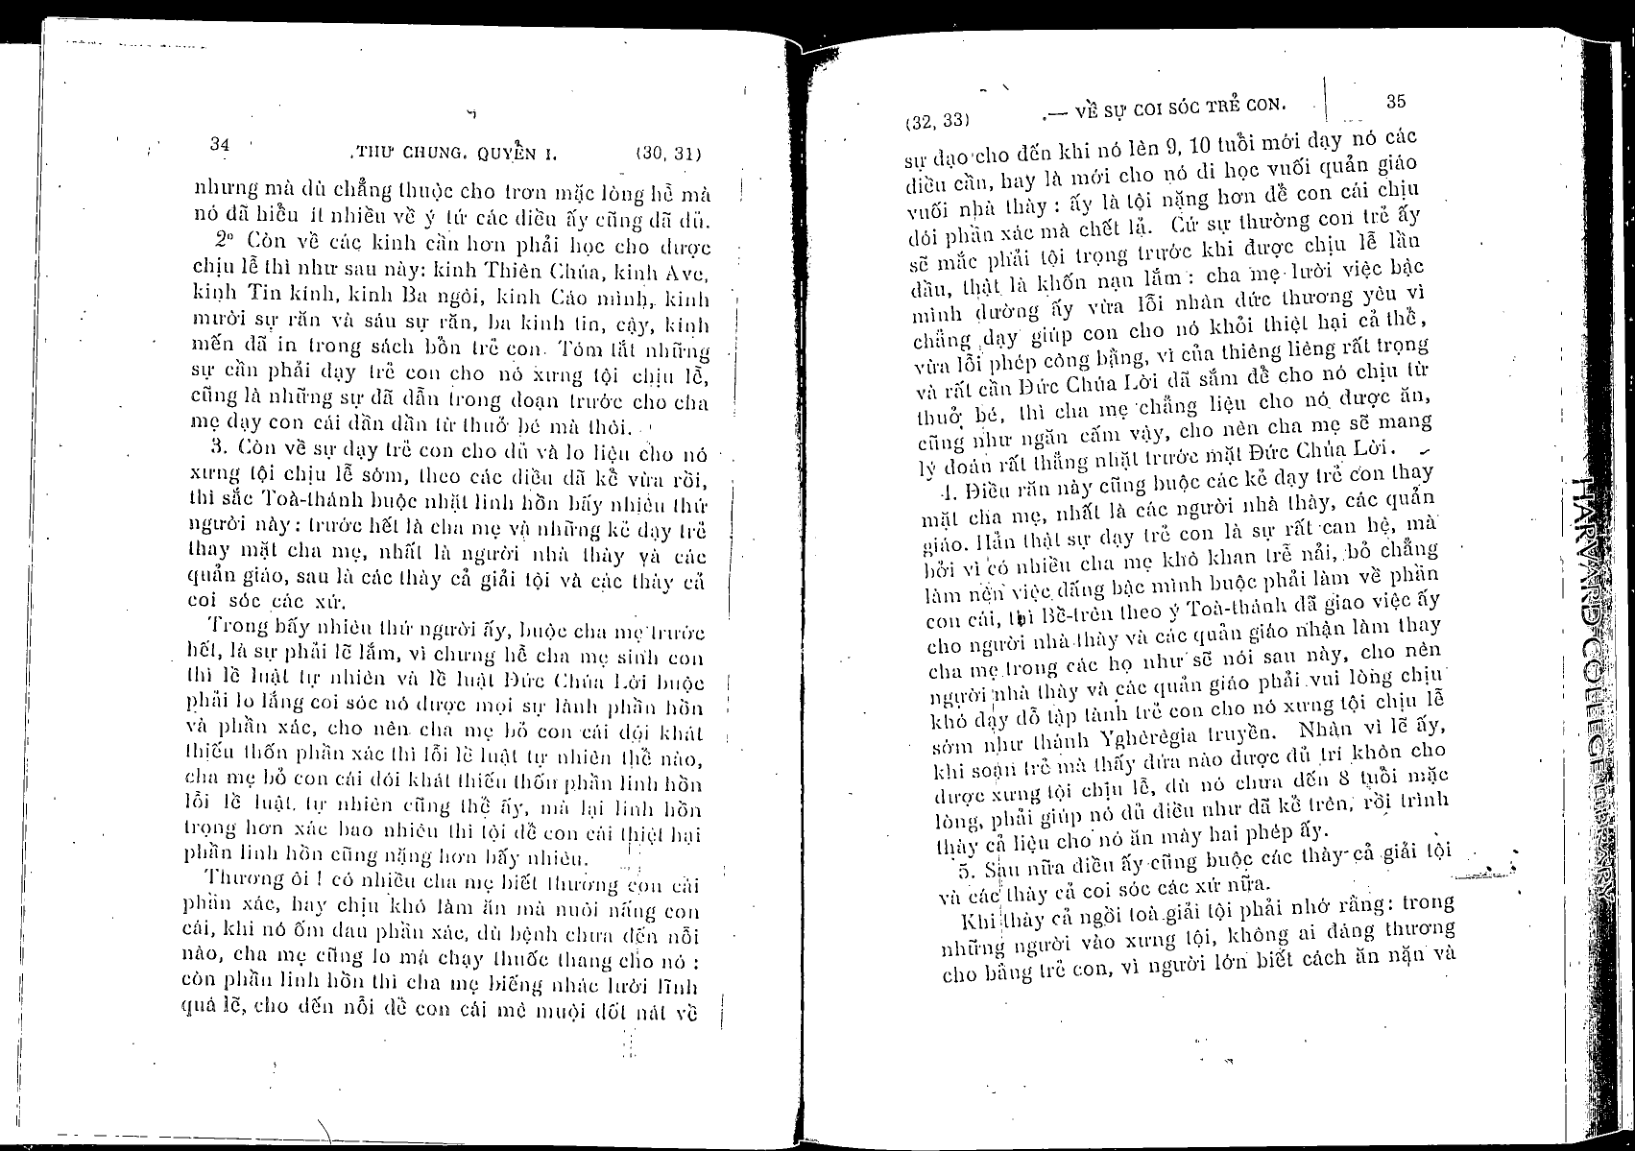 34
THƯ CHUNG. QUYỂN I.
(30, 31)
nhưng mà dù chẳng thuộc cho trơn mặc lòng hễ mà
nó đã hiểu ít nhiều về ý tứ các điều ấy cũng đã đủ.
2º Còn về các kinh cần hơn phải học cho được
chịu lễ thì như sau này: kinh Thiên Chúa, kinh Ave,
kinh Tin kính, kinh Ba ngôi, kinh Cáo mình, kinh
mười sự răn và sáu sự răn, ba kinh tin, cậy, kính
mến đã in trong sách bổn trẻ con. Tóm tắt những
sự cần phải dạy trẻ con cho nó xưng tội chịu lễ,
cũng là những sự đã dẫn trong đoạn trước cho cha
mẹ dạy con cái dần dần từ thuở bé mà thôi.
3. Còn về sự dạy trẻ con cho đủ và lo liệu cho nó
xưng tội chịu lễ sớm, theo các điều đã kể vừa rồi,
thì sắc Toà-thánh buộc nhặt linh hồn bấy nhiêu thứ
người này: trước hết là cha mẹ và những kẻ dạy trẻ
thay mặt cha mẹ, nhất là người nhà thày và các
quản giáo, sau là các thày cả giải tội và các thày cả
coi sóc các xứ.
Trong bấy nhiêu thứ người ấy, buộc cha mẹ trước
hết, là sự phải lẽ lắm, vì chưng hễ cha mẹ sinh con
thì lề luật tự nhiên và lề luật Đức Chúa Lời buộc
phải lo lắng coi sóc nó được mọi sự lành phần hồn
và phần xác, cho nên cha mẹ bỏ con cái đói khát
thiếu thốn phần xác thì lỗi lề luật tự nhiên thể nào,
cha mẹ bỏ con cái đói khát thiếu thốn phần linh hồn
lỗi lề luật tự nhiên cũng thể ấy, mà lại linh hồn
trọng hơn xác bao nhiêu thì tội để con cái thiệt hại
phần linh hồn cũng nặng hơn bấy nhiêu.
Thương ôi ! có nhiều cha mẹ biết thương con cái
phần xác, hay chịu khó làm ăn mà nuôi nấng con
cái, khi nó ốm đau phần xác, dù bệnh chưa đến nỗi
nào, cha mẹ cũng lo mà chạy thuốc thang cho nó :
còn phần linh hồn thì cha mẹ biếng nhác lười lĩnh
quá lẽ, cho đến nỗi để con cái mê muội dốt nát về
(32, 33)
.— VỀ SỰ COI SÓC TRẺ CON.
35
sự đạo cho đến khi nó lên 9, 10 tuổi mới dạy nó các
điều cần, hay là mới cho nó đi học vuối quản giáo
vuối nhà thày : ấy là tội nặng hơn để con cái chịu
đói phần xác mà chết lả. Cứ sự thường con trẻ ấy
sẽ mắc phải tội trọng trước khi được chịu lễ lần
đầu, thật là khốn nạn lắm : cha mẹ lười việc bậc
mình dường ấy vừa lỗi nhân đức thương yêu vì
chẳng dạy giúp con cho nó khỏi thiệt hại cả thể,
vừa lỗi phép công bằng, vì của thiêng liêng rất trọng
và rất cần Đức Chúa Lời đã sắm để cho nó chịu từ
thuở bé, thì cha mẹ chẳng liệu cho nó được ăn,
cũng như ngăn cấm vậy, cho nên cha mẹ sẽ mang
lý đoán rất thẳng nhặt trước mặt Đức Chúa Lời.
4. Điều răn này cũng buộc các kẻ dạy trẻ con thay
mặt cha mẹ, nhất là các người nhà thày, các quản
giáo. Hẳn thật sự dạy trẻ con là sự rất can hệ, mà
bởi vì có nhiều cha mẹ khô khan trễ nải, bỏ chẳng
làm nên việc đấng bậc mình buộc phải làm về phần
con cái, thì Bề-trên theo ý Toà-thánh đã giao việc ấy
cho người nhà thày và các quản giáo nhận làm thay
cha mẹ trong các họ như sẽ nói sau này, cho nên
người nhà thày và các quản giáo phải vui lòng chịu
khó dạy dỗ tập tành trẻ con cho nó xưng tội chịu lễ
sớm như thánh Yghêrêgia truyền. Nhân vì lẽ ấy,
khi soạn trẻ mà thấy đứa nào được đủ trí khôn cho
được xưng tội chịu lễ, dù nó chưa đến 8 tuổi mặc
lòng, phải giúp nó đủ điều như đã kể trên, rồi trình
thày cả liệu cho nó ăn mày hai phép ấy.
5. Sau nữa điều ấy cũng buộc các thày cả giải tội
và các thày cả coi sóc các xứ nữa.
Khi thày cả ngồi toà giải tội phải nhớ rằng: trong
những người vào xưng tội, không ai đáng thương
cho bằng trẻ con, vì người lớn biết cách ăn nặn và
HARVARD COLLEGE LIBRARY